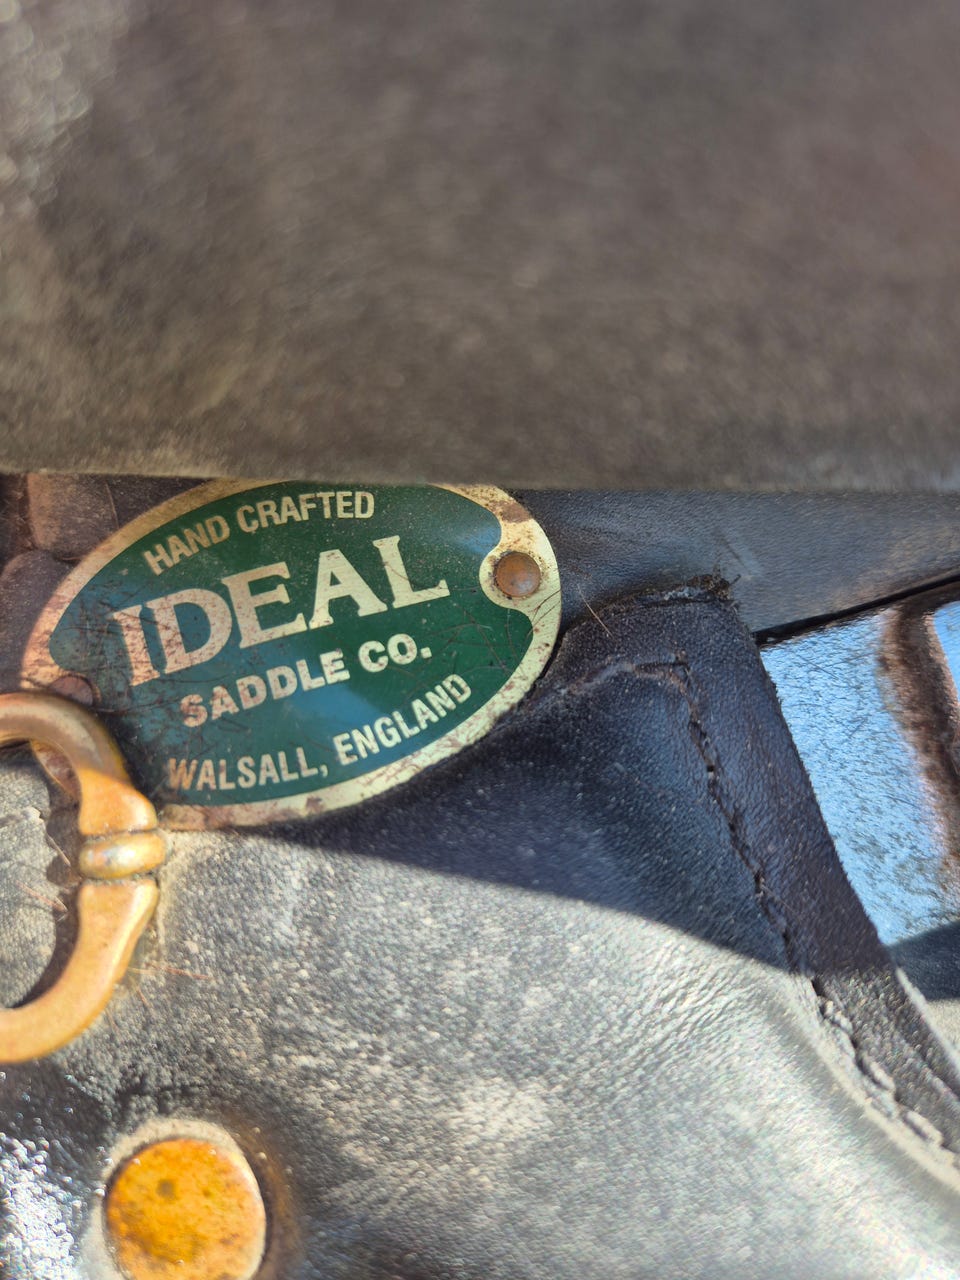 HAND CRAFTED
IDEAL
SADDLE CO.
WALSALL, ENGLAND